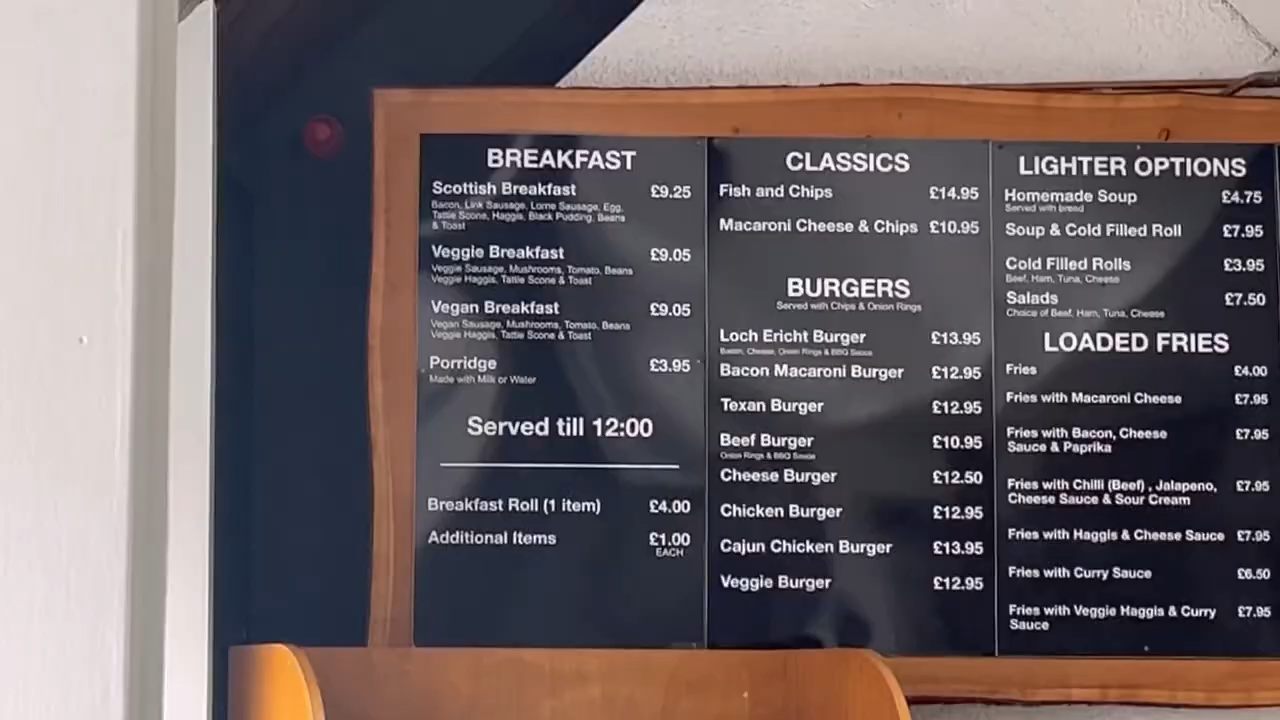 BREAKFAST
Scottish Breakfast £9.25
Bacon, Link Sausage, Lorne Sausage, Egg,
Tattie Scone, Haggis, Black Pudding, Beans
& Toast
Veggie Breakfast £9.05
Veggie Sausage, Mushrooms, Tomato, Beans
Veggie Haggis, Tattie Scone & Toast
Vegan Breakfast £9.05
Vegan Sausage, Mushrooms, Tomato, Beans
Veggie Haggis, Tattie Scone & Toast
Porridge £3.95
Made with Milk or Water
Served till 12:00
Breakfast Roll (1 item) £4.00
Additional Items £1.00
EACH
CLASSICS
Fish and Chips £14.95
Macaroni Cheese & Chips £10.95
BURGERS
Served with Chips & Onion Rings
Loch Ericht Burger £13.95
Bacon, Cheese, Onion Rings & BBQ Sauce
Bacon Macaroni Burger £12.95
Texan Burger £12.95
Beef Burger £10.95
Onion Rings & BBQ Sauce
Cheese Burger £12.50
Chicken Burger £12.95
Cajun Chicken Burger £13.95
Veggie Burger £12.95
LIGHTER OPTIONS
Homemade Soup £4.75
Served with bread
Soup & Cold Filled Roll £7.95
Cold Filled Rolls £3.95
Beef, Ham, Tuna, Cheese
Salads £7.50
Choice of Beef, Ham, Tuna, Cheese
LOADED FRIES
Fries £4.00
Fries with Macaroni Cheese £7.95
Fries with Bacon, Cheese £7.95
Sauce & Paprika
Fries with Chilli (Beef) , Jalapeno, £7.95
Cheese Sauce & Sour Cream
Fries with Haggis & Cheese Sauce £7.95
Fries with Curry Sauce £6.50
Fries with Veggie Haggis & Curry £7.95
Sauce